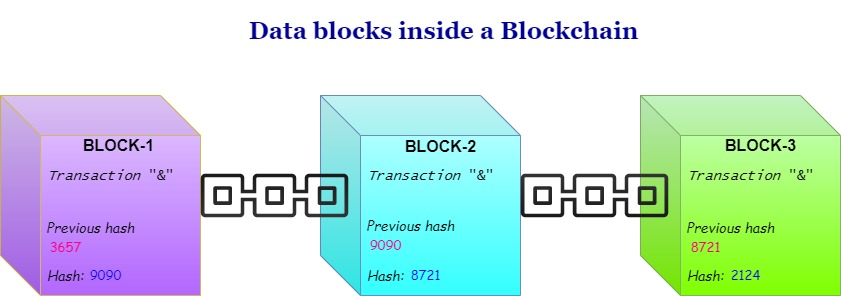 Data blocks inside a Blockchain
BLOCK-1
Transaction "&"
Previous hash
3657
Hash: 9090
BLOCK-2
Transaction "&"
Previous hash
9090
Hash: 8721
BLOCK-3
Transaction "&"
Previous hash
8721
Hash: 2124